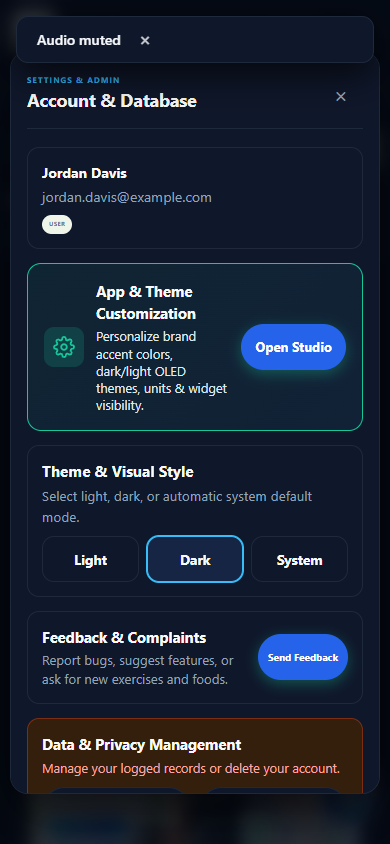 Audio muted ×
SETTINGS & ADMIN
Account & Database
Jordan Davis
jordan.davis@example.com
USER
App & Theme
Customization
Personalize brand
accent colors,
dark/light OLED
themes, units & widget
visibility.
Open Studio
Theme & Visual Style
Select light, dark, or automatic system default
mode.
Light Dark System
Feedback & Complaints
Report bugs, suggest features, or
ask for new exercises and foods.
Send Feedback
Data & Privacy Management
Manage your logged records or delete your account.